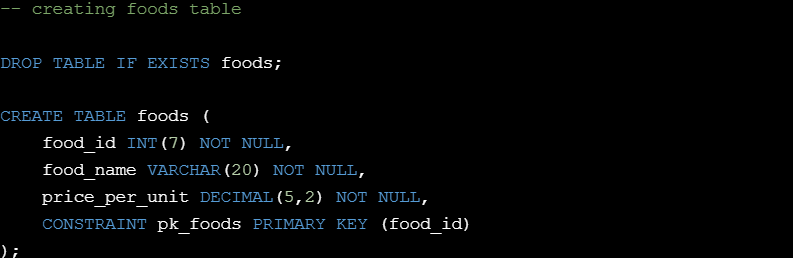 -- creating foods table
DROP TABLE IF EXISTS foods;
CREATE TABLE foods (
    food_id INT(7) NOT NULL,
    food_name VARCHAR(20) NOT NULL,
    price_per_unit DECIMAL(5,2) NOT NULL,
    CONSTRAINT pk_foods PRIMARY KEY (food_id)
);